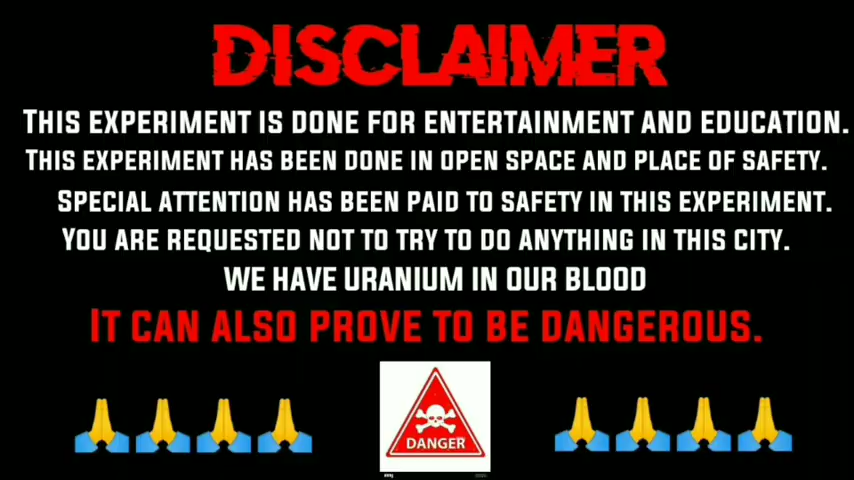 DISCLAIMER
THIS EXPERIMENT IS DONE FOR ENTERTAINMENT AND EDUCATION.
THIS EXPERIMENT HAS BEEN DONE IN OPEN SPACE AND PLACE OF SAFETY.
SPECIAL ATTENTION HAS BEEN PAID TO SAFETY IN THIS EXPERIMENT.
YOU ARE REQUESTED NOT TO TRY TO DO ANYTHING IN THIS CITY.
WE HAVE URANIUM IN OUR BLOOD
IT CAN ALSO PROVE TO BE DANGEROUS.
DANGER